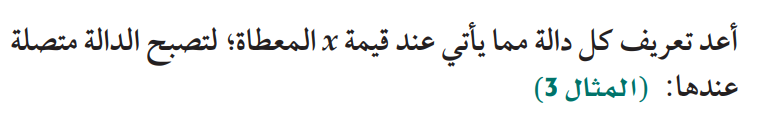 أعد تعريف كل دالة مما يأتي عند قيمة x المعطاة؛ لتصبح الدالة متصلة
عندها: (المثال 3)